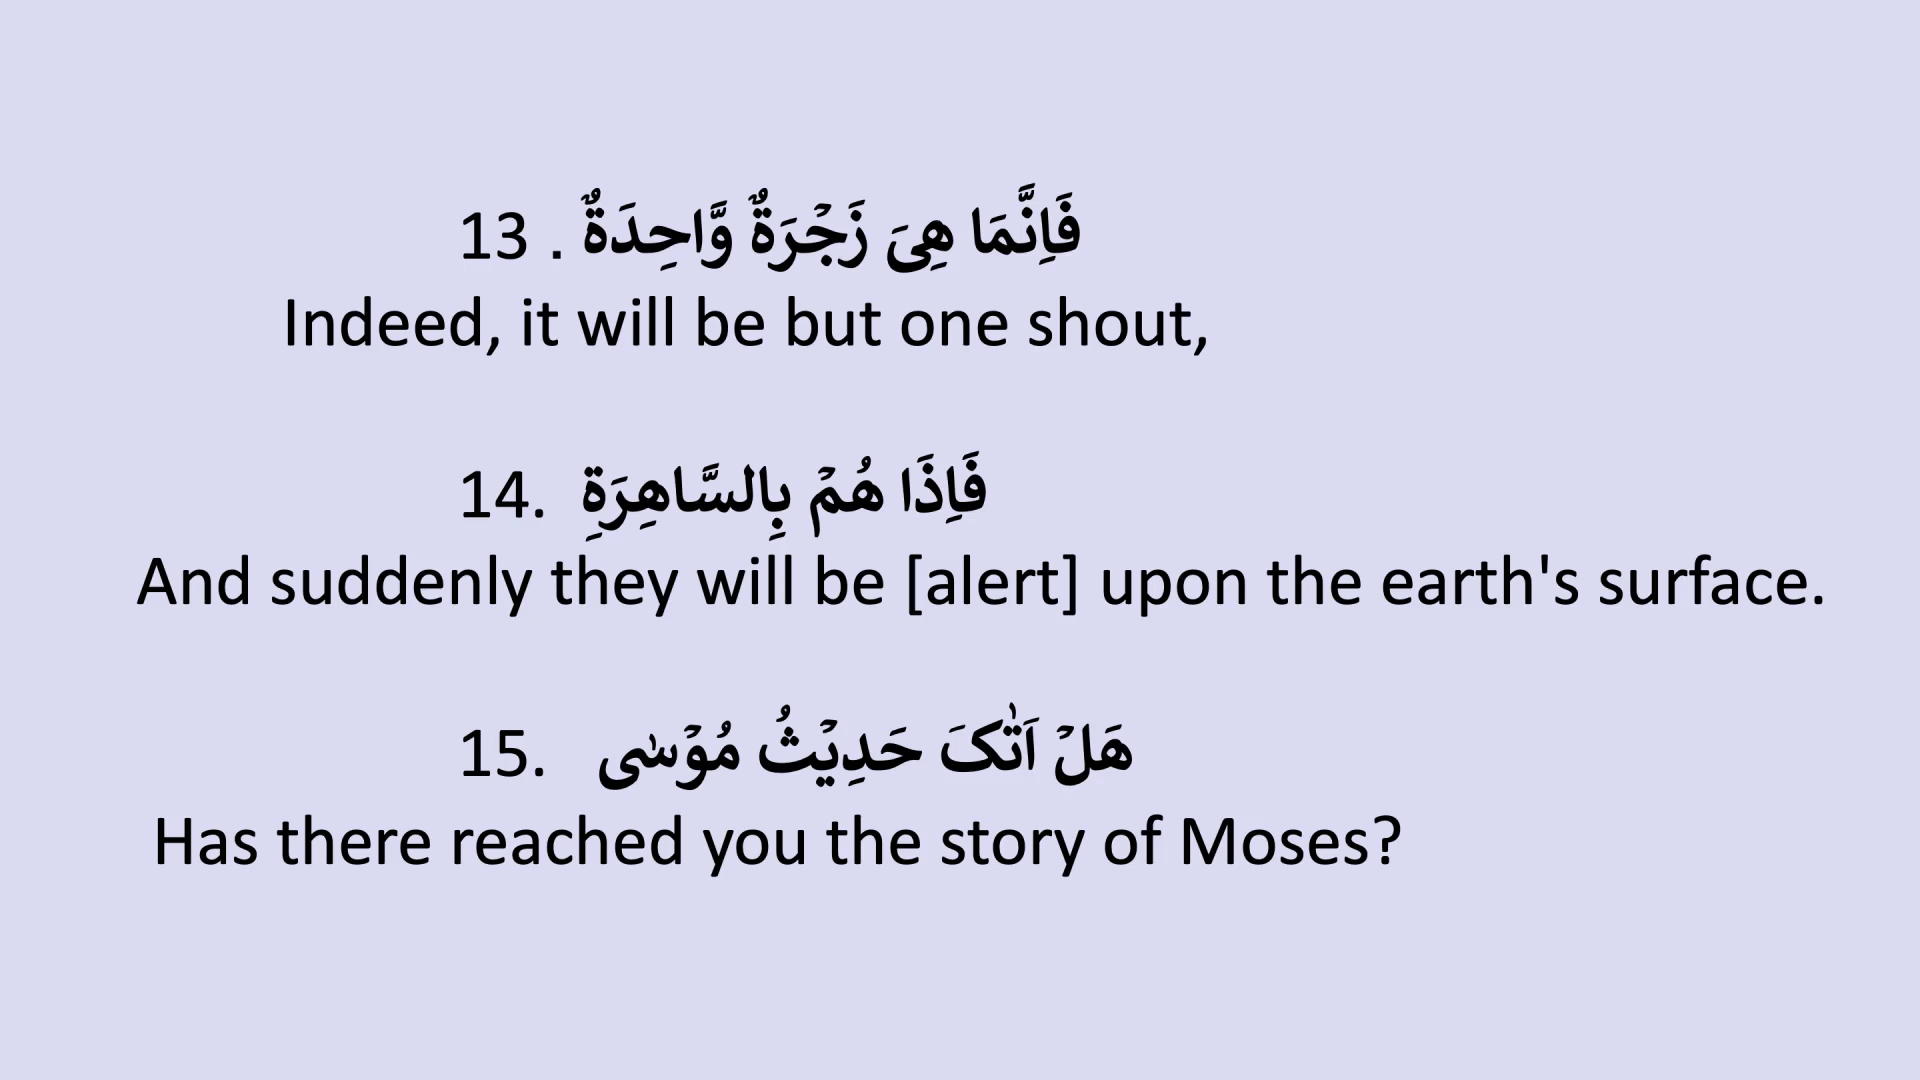 13 . فَاِنَّمَا هِیَ زَجۡرَۃٌ وَّاحِدَۃٌ
Indeed, it will be but one shout,
14. فَاِذَا هُمۡ بِالسَّاهِرَۃِ
And suddenly they will be [alert] upon the earth's surface.
15. هَلۡ اَتٰىکَ حَدِیۡثُ مُوۡسٰی
Has there reached you the story of Moses?